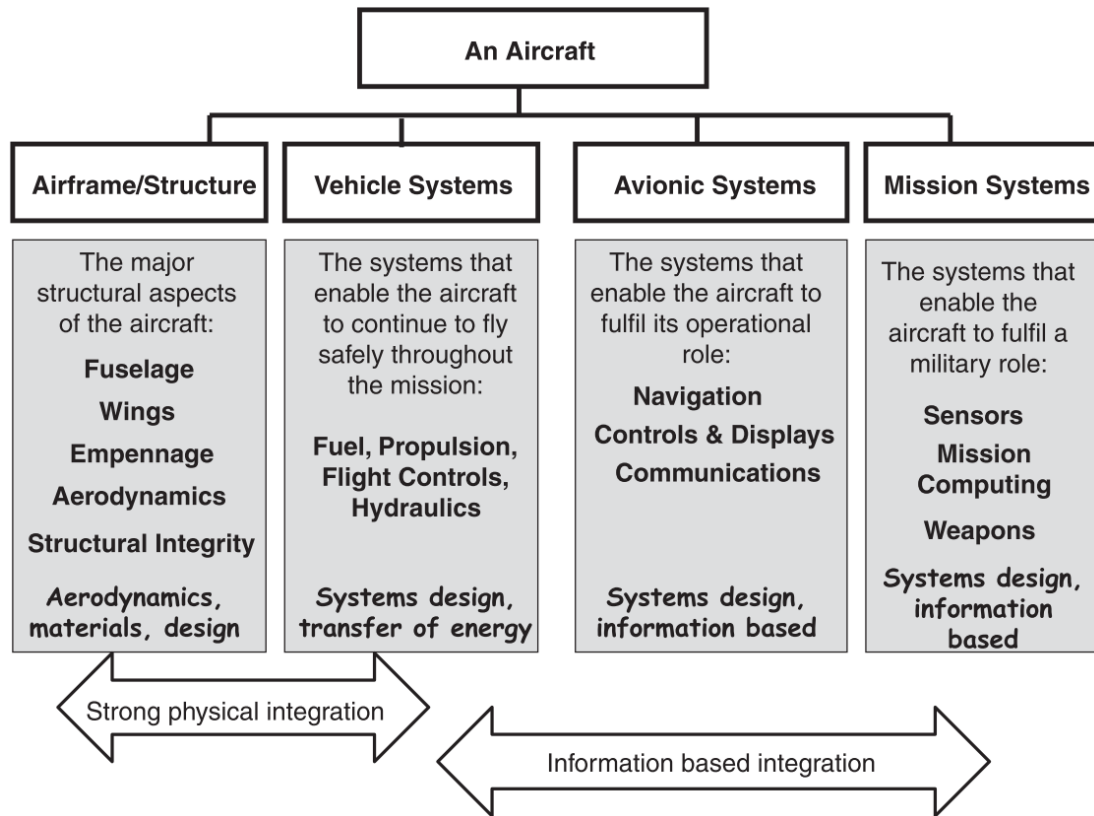 An Aircraft
Airframe/Structure
Vehicle Systems
Avionic Systems
Mission Systems
The major
structural aspects
of the aircraft:
Fuselage
Wings
Empennage
Aerodynamics
Structural Integrity
Aerodynamics,
materials, design
The systems that
enable the aircraft
to continue to fly
safely throughout
the mission:
Fuel, Propulsion,
Flight Controls,
Hydraulics
Systems design,
transfer of energy
The systems that
enable the aircraft to
fulfil its operational
role:
Navigation
Controls & Displays
Communications
Systems design,
information based
The systems that
enable the
aircraft to fulfil a
military role:
Sensors
Mission
Computing
Weapons
Systems design,
information
based
Strong physical integration
Information based integration